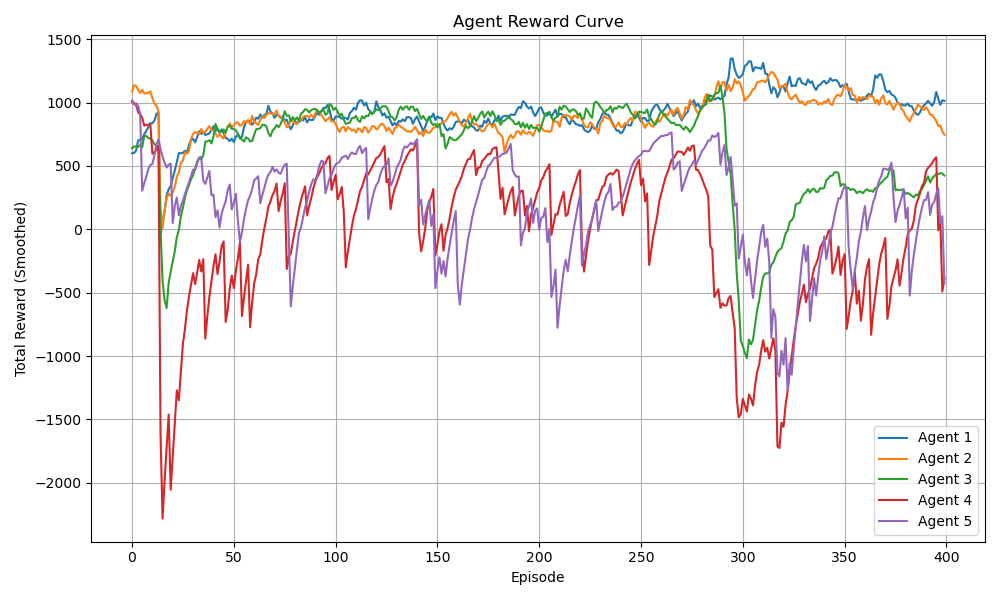 Agent Reward Curve
Total Reward (Smoothed)
1500
1000
500
0
−500
−1000
−1500
−2000
0 50 100 150 200 250 300 350 400
Episode
Agent 1
Agent 2
Agent 3
Agent 4
Agent 5